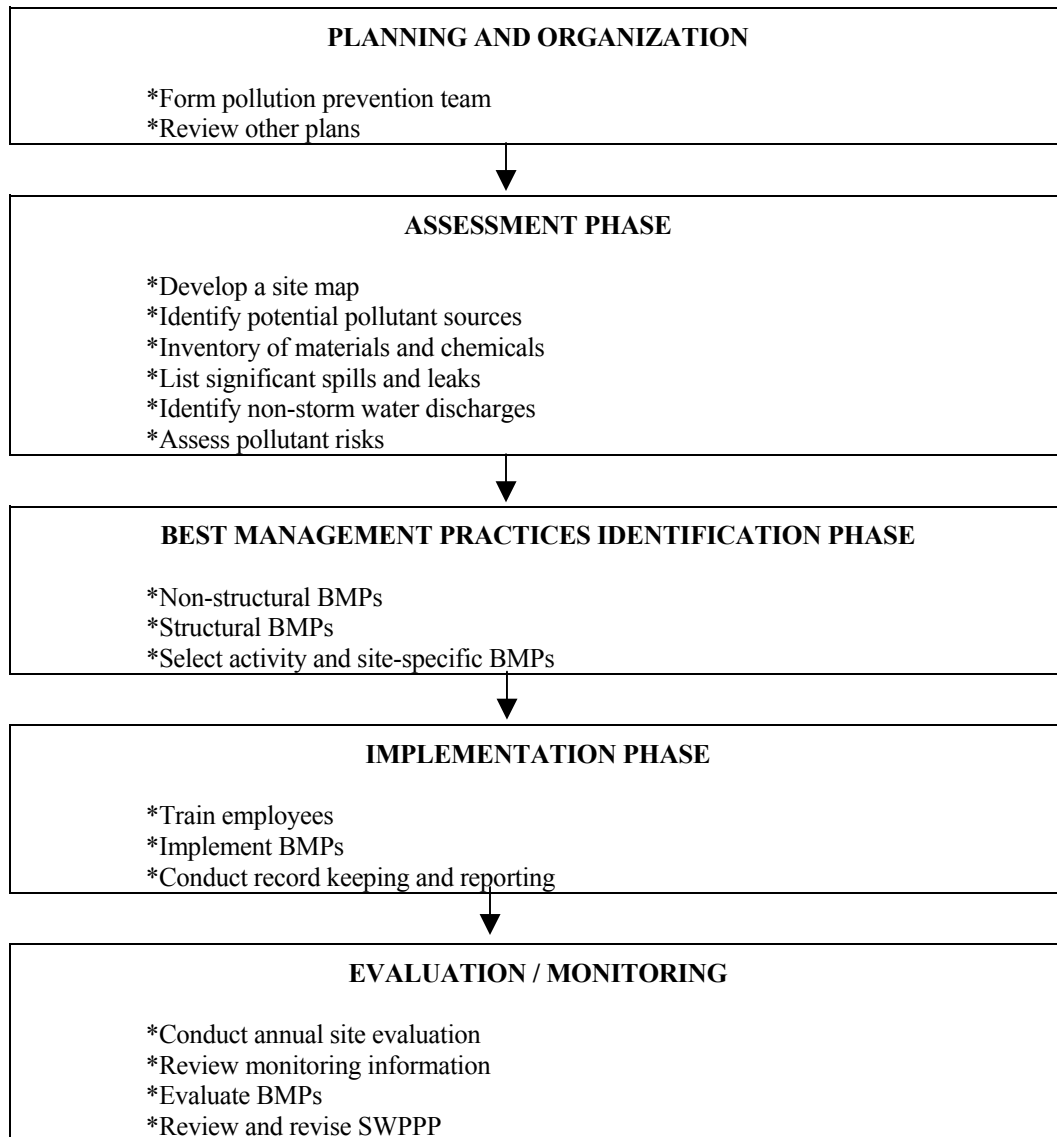 PLANNING AND ORGANIZATION
*Form pollution prevention team
*Review other plans
ASSESSMENT PHASE
*Develop a site map
*Identify potential pollutant sources
*Inventory of materials and chemicals
*List significant spills and leaks
*Identify non-storm water discharges
*Assess pollutant risks
BEST MANAGEMENT PRACTICES IDENTIFICATION PHASE
*Non-structural BMPs
*Structural BMPs
*Select activity and site-specific BMPs
IMPLEMENTATION PHASE
*Train employees
*Implement BMPs
*Conduct record keeping and reporting
EVALUATION / MONITORING
*Conduct annual site evaluation
*Review monitoring information
*Evaluate BMPs
*Review and revise SWPPP